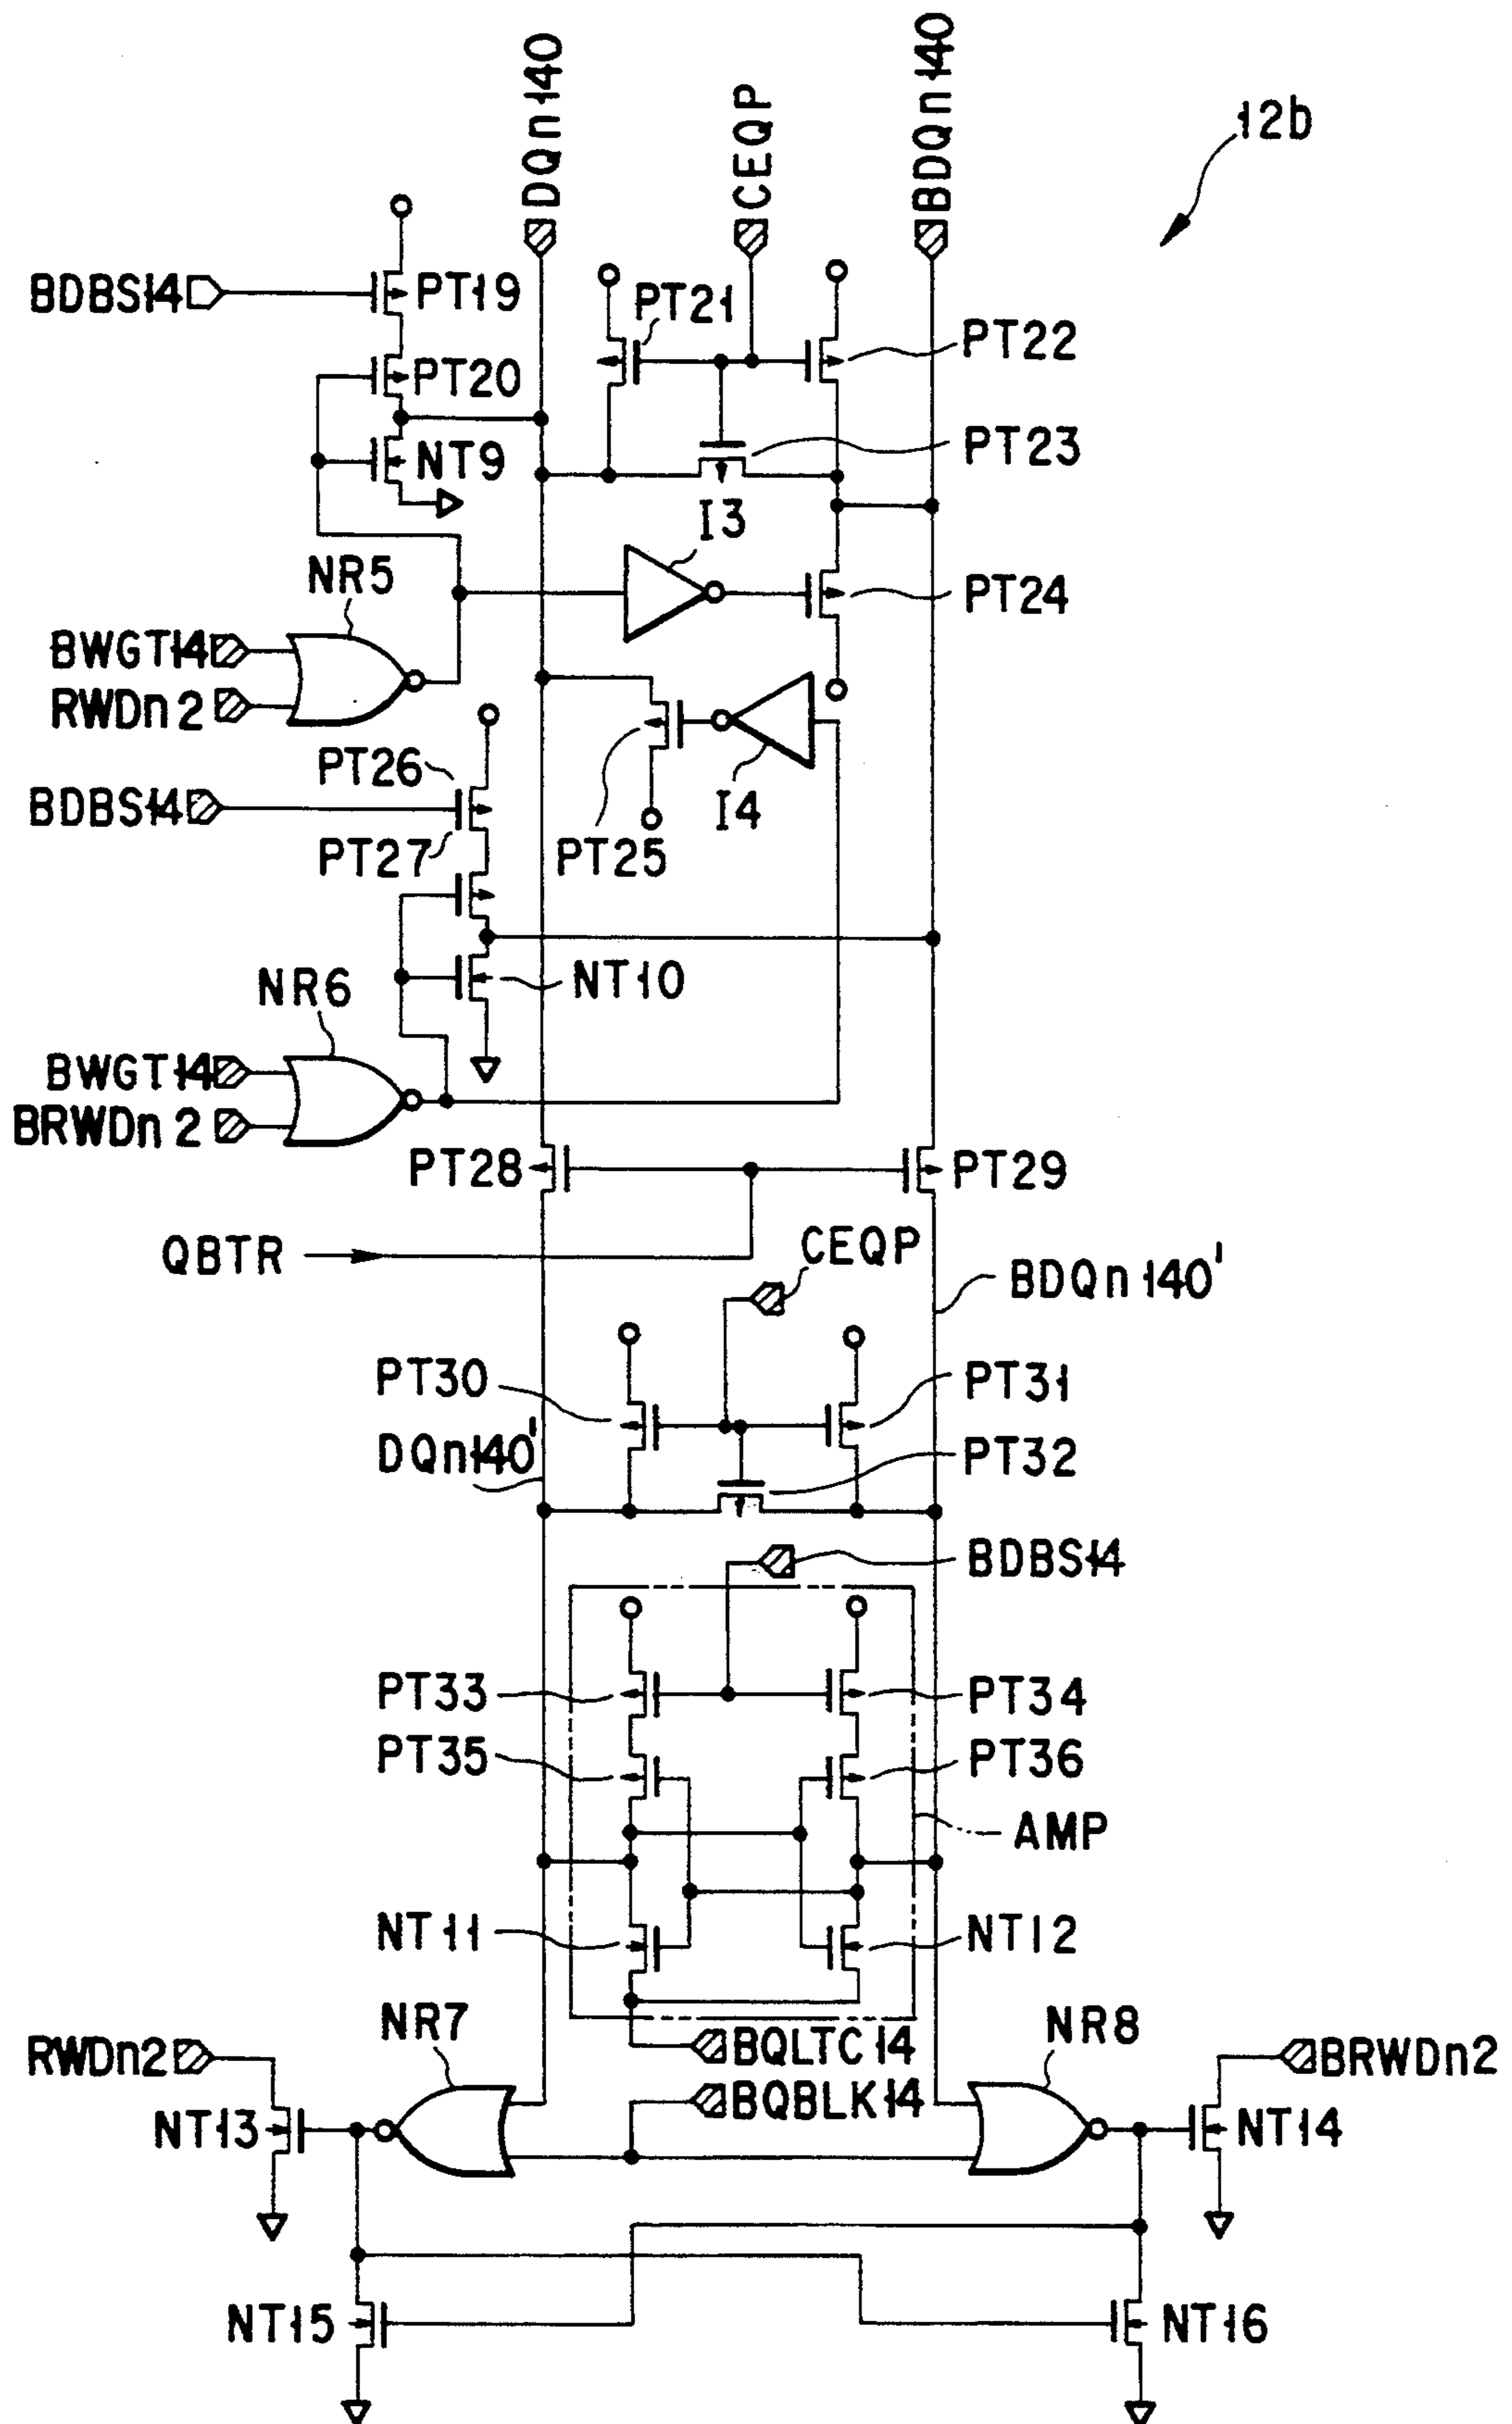 DQn140
CEQP
BDQn140
12b
BDBS14
PT19
PT21
PT22
PT20
PT23
NT9
I3
NR5
PT24
BWGT14
RWDn2
PT26
BDBS14
I4
PT27
PT25
NR6
NT10
BWGT14
BRWDn2
PT28
PT29
QBTR
CEQP
BDQn140'
PT30
PT31
DQn140'
PT32
BDBS14
PT33
PT34
PT35
PT36
AMP
NT11
NT12
NR7
NR8
RWDn2
BQLTC14
BRWDn2
BQBLK14
NT13
NT14
NT15
NT16